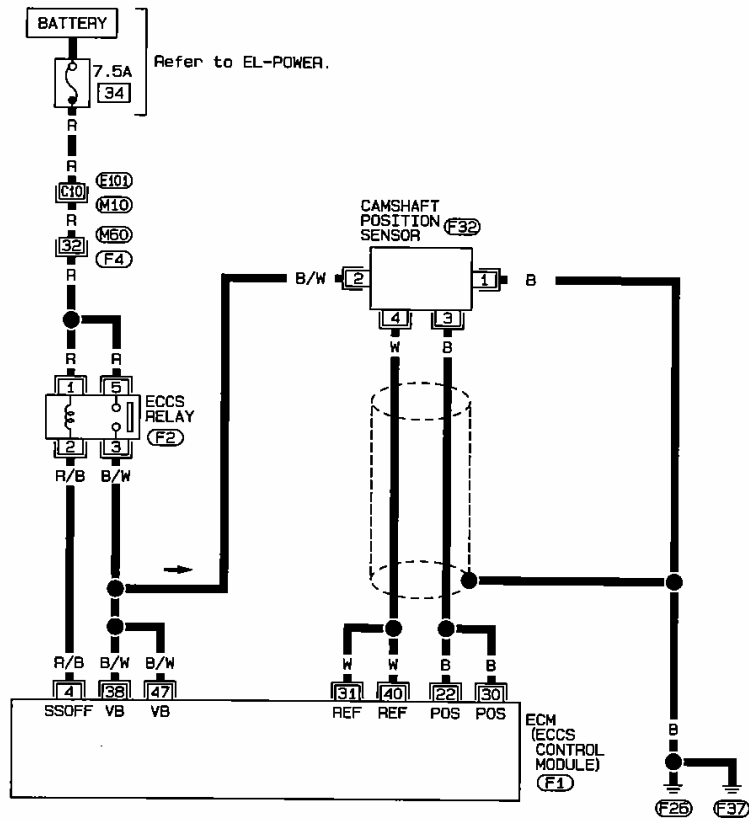 BATTERY
7.5A
34
Refer to EL-POWER.
R
R
C10
E101
M10
R
32
M60
F4
R
CAMSHAFT
POSITION
SENSOR
F32
B/W
2
1
B
4
3
W
B
R
R
1
5
ECCS
RELAY
F2
2
3
R/B
B/W
R/B
B/W
B/W
W
W
B
B
4
38
47
31
40
22
30
SSOFF
VB
VB
REF
REF
POS
POS
ECM
(ECCS
CONTROL
MODULE)
F1
B
F26
F37